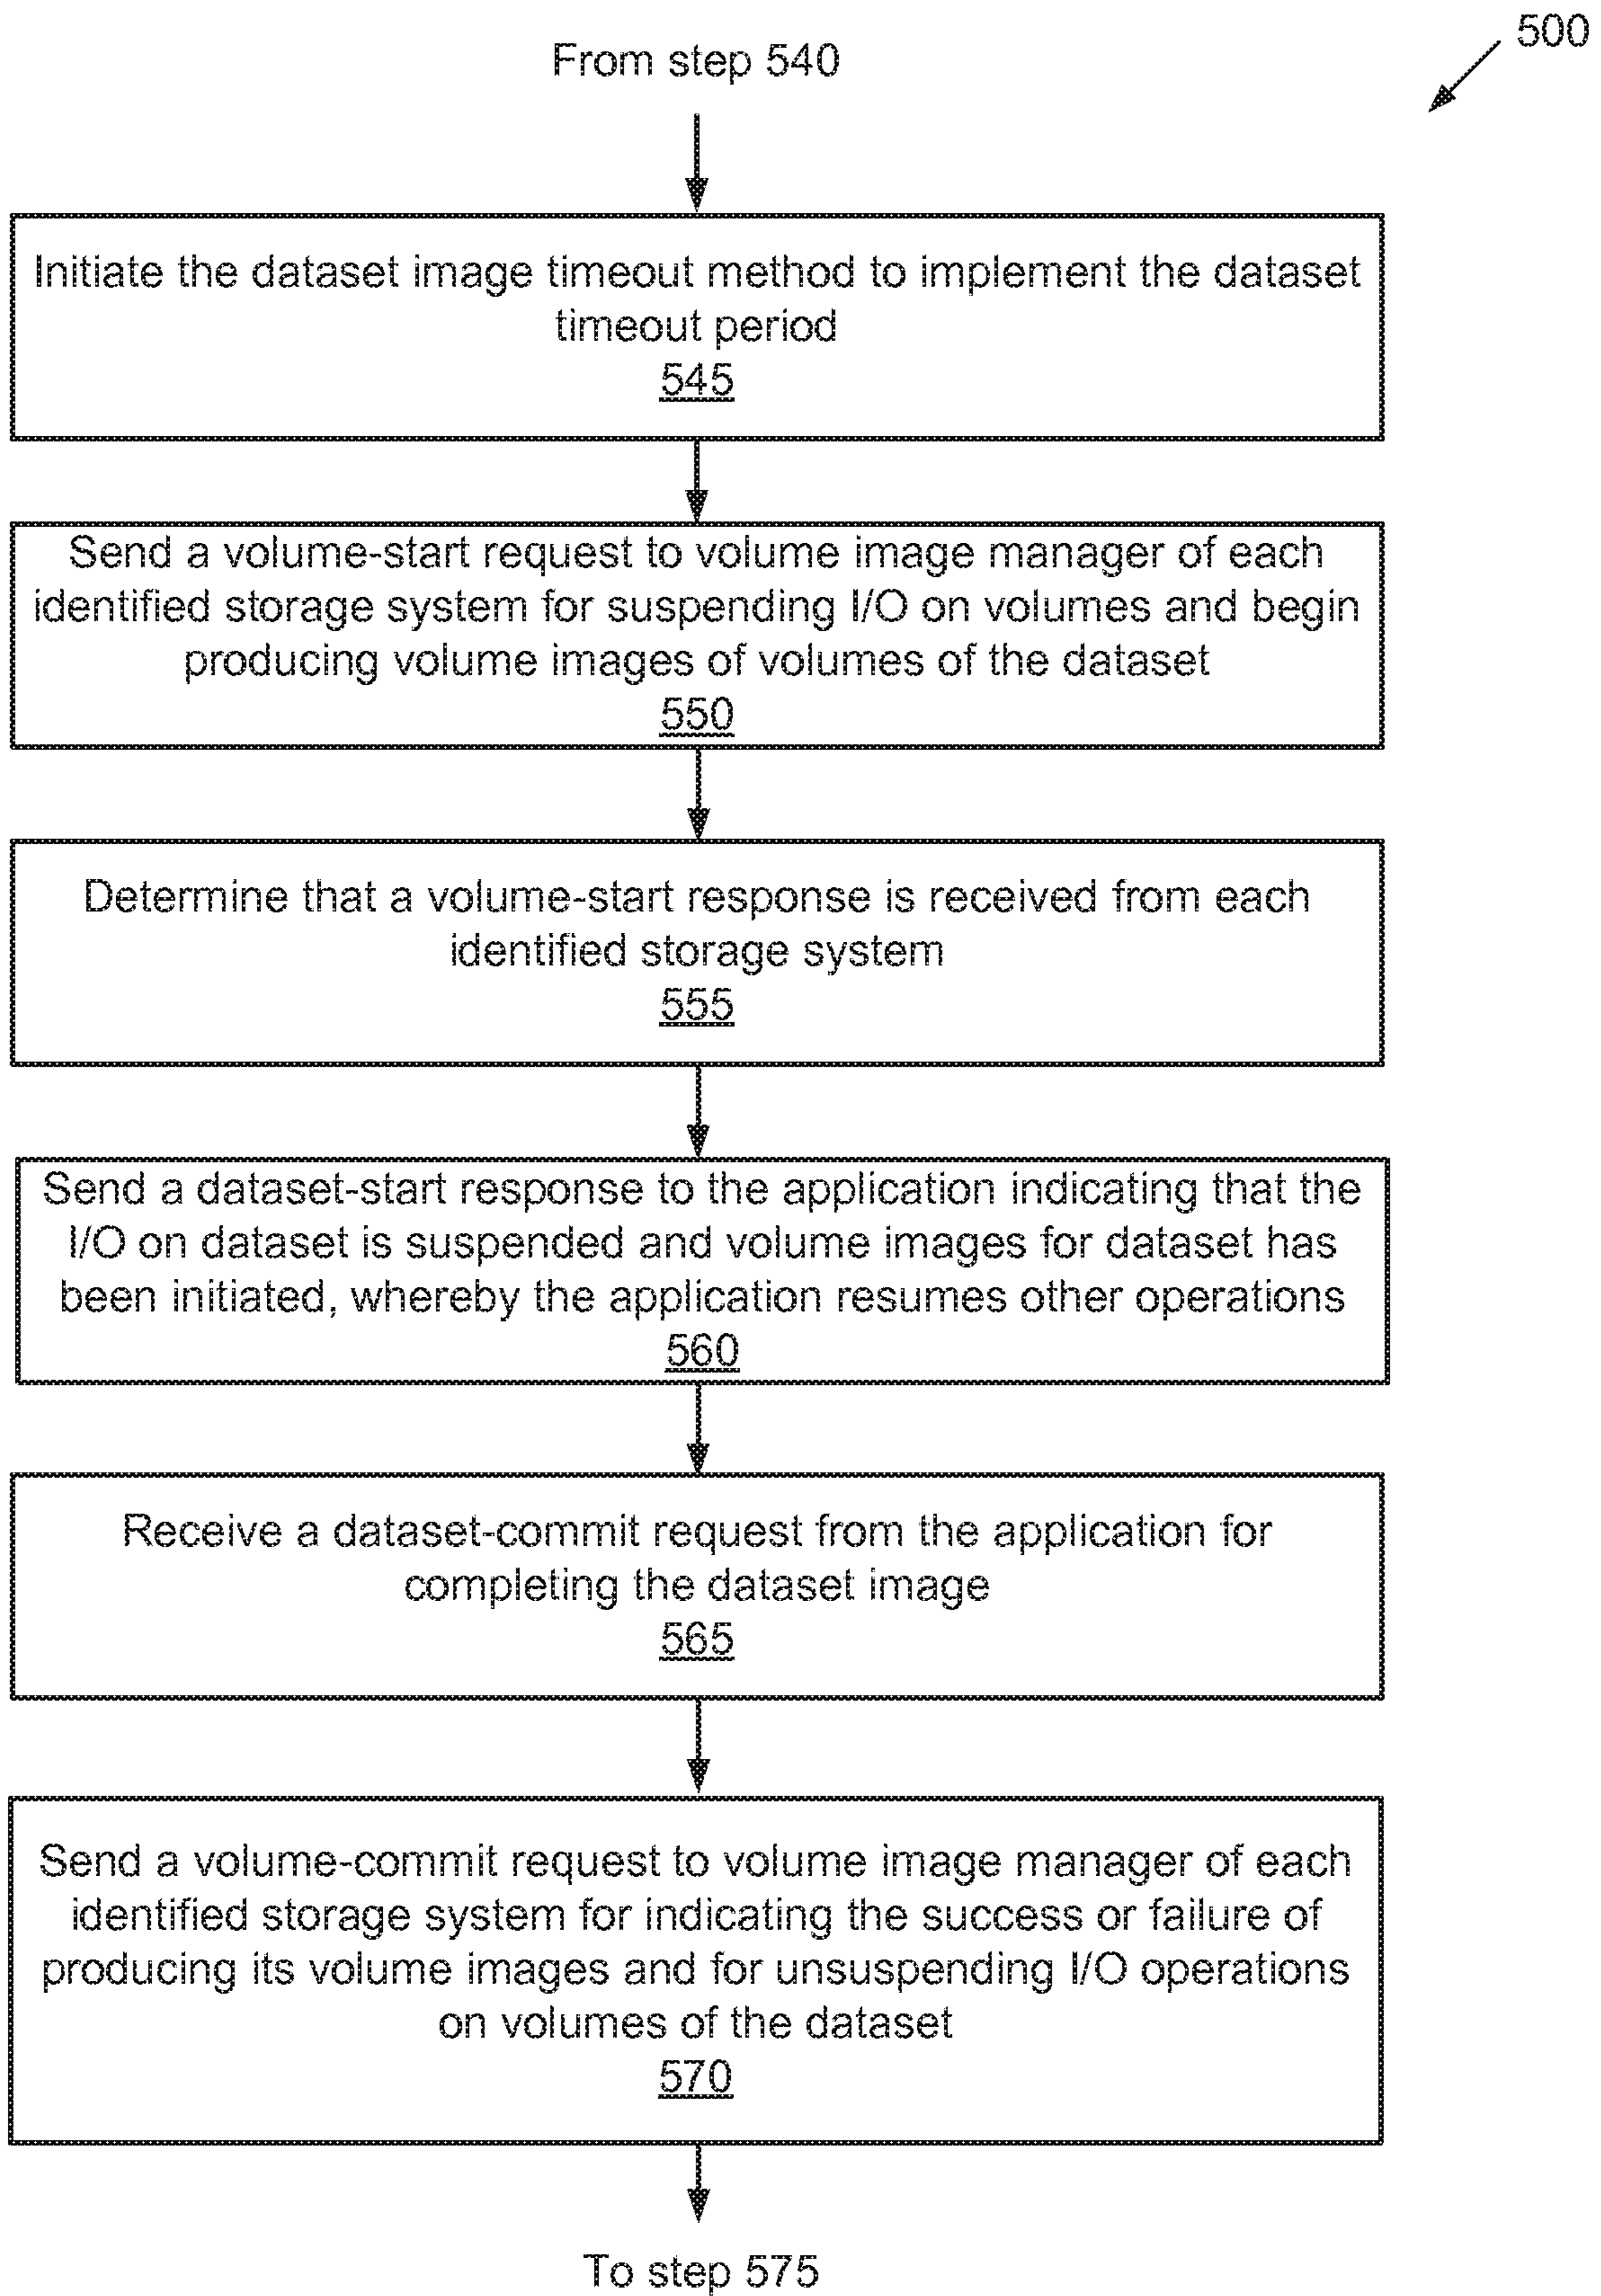 500
From step 540
Initiate the dataset image timeout method to implement the dataset
timeout period
545
Send a volume-start request to volume image manager of each
identified storage system for suspending I/O on volumes and begin
producing volume images of volumes of the dataset
550
Determine that a volume-start response is received from each
identified storage system
555
Send a dataset-start response to the application indicating that the
I/O on dataset is suspended and volume images for dataset has
been initiated, whereby the application resumes other operations
560
Receive a dataset-commit request from the application for
completing the dataset image
565
Send a volume-commit request to volume image manager of each
identified storage system for indicating the success or failure of
producing its volume images and for unsuspending I/O operations
on volumes of the dataset
570
To step 575